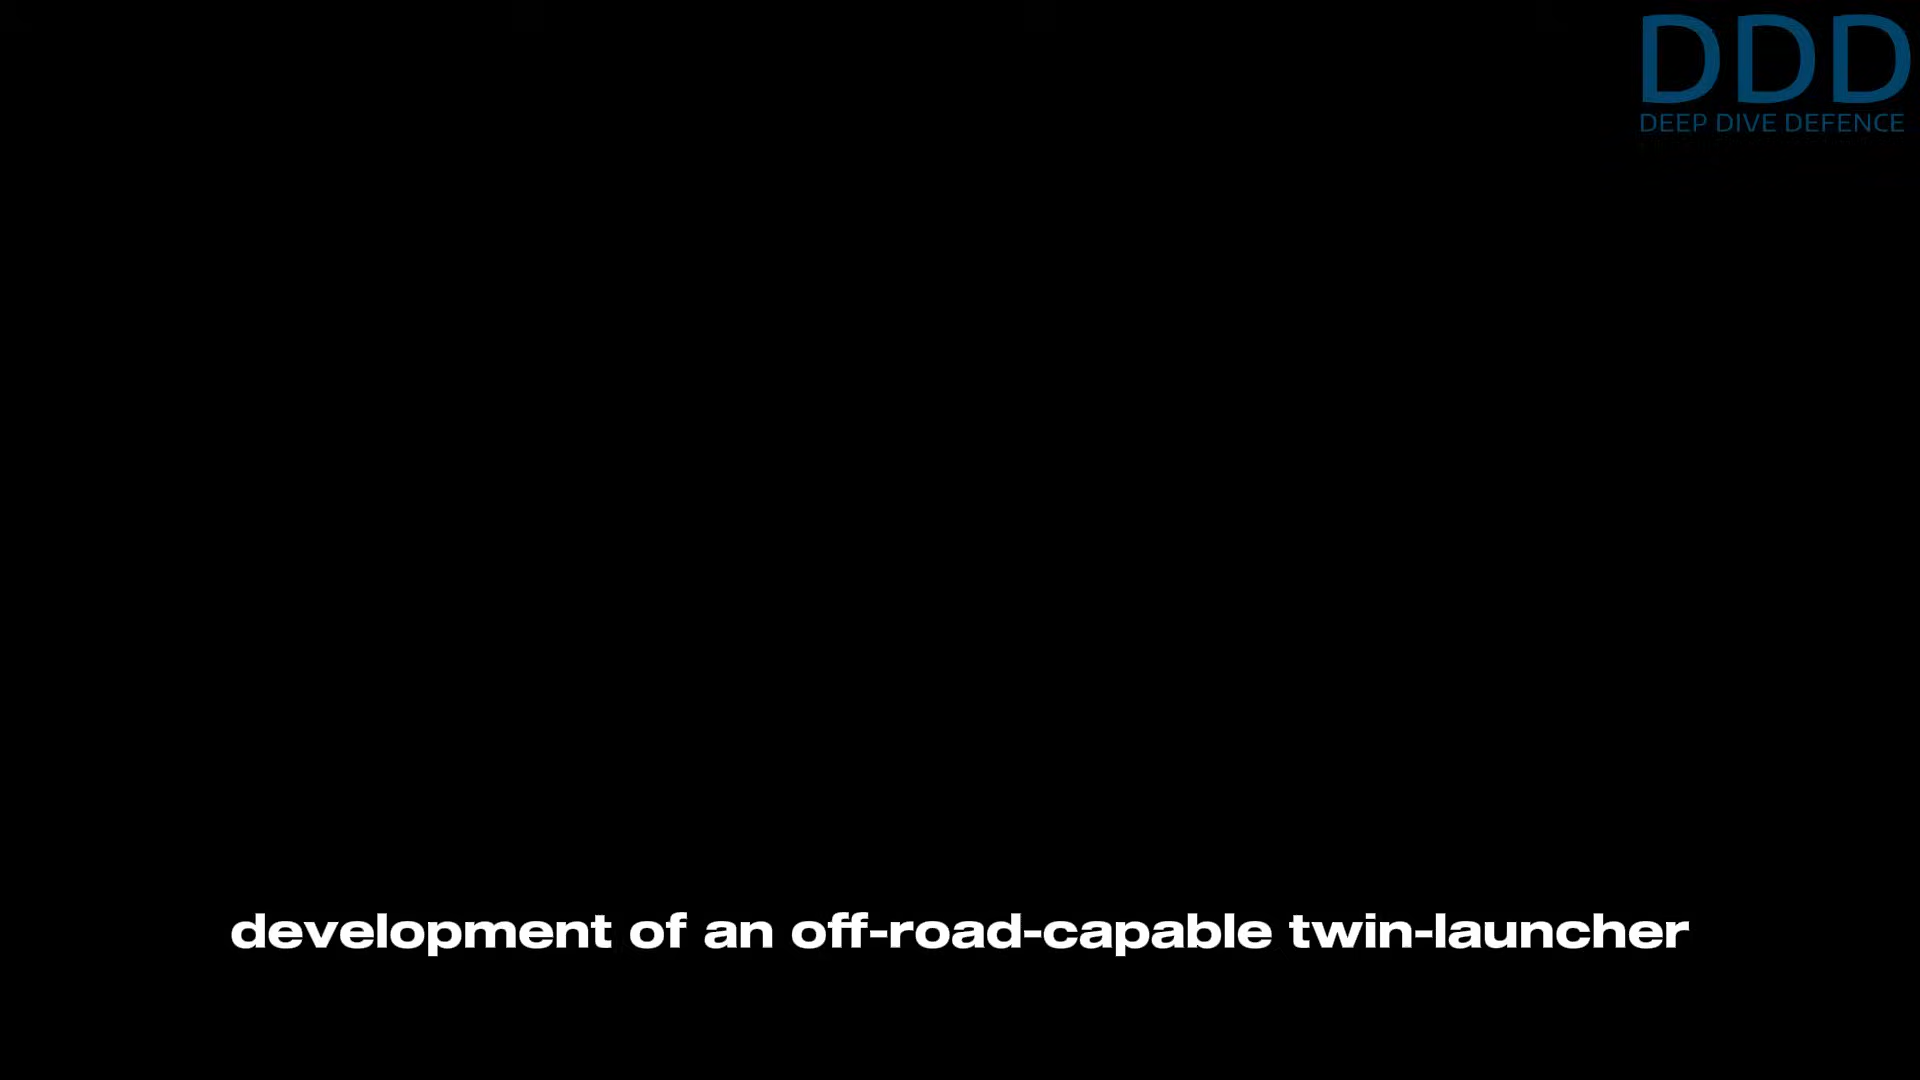 DDD
DEEP DIVE DEFENCE
development of an off-road-capable twin-launcher